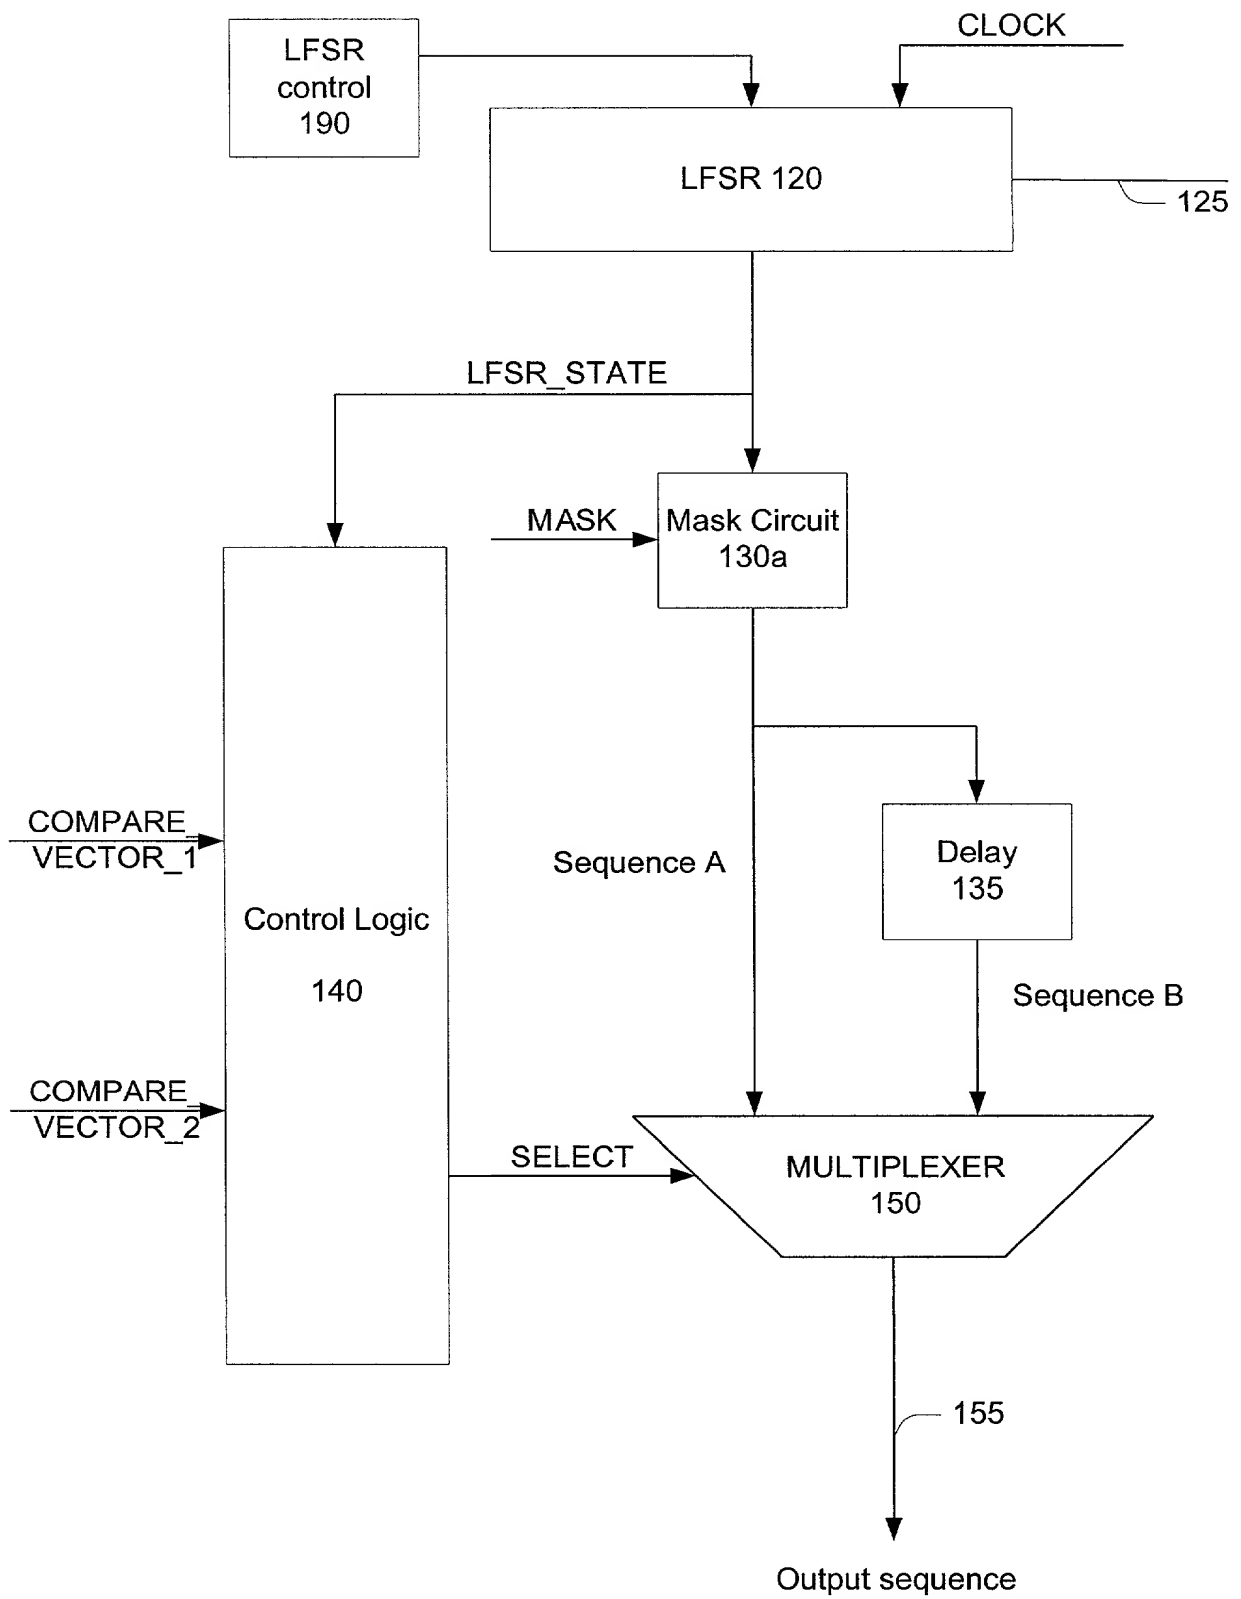 CLOCK
LFSR
control
190
LFSR 120
125
LFSR_STATE
MASK
Mask Circuit
130a
COMPARE_
VECTOR_1
Sequence A
Delay
135
Control Logic
140
Sequence B
COMPARE_
VECTOR_2
SELECT
MULTIPLEXER
150
155
Output sequence